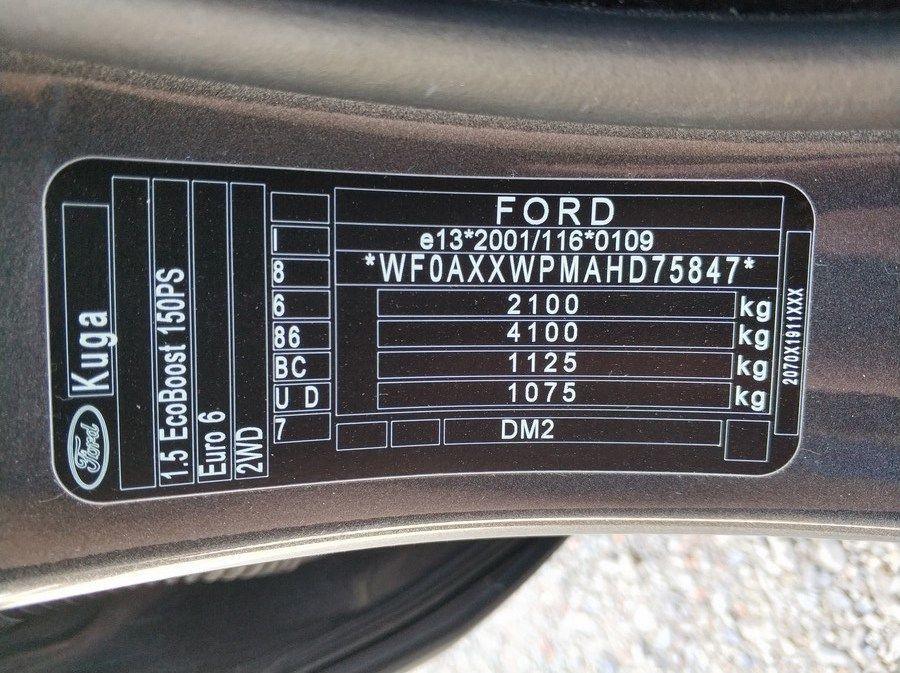 FORD
e13*2001/116*0109
*WF0AXXWPMAHD75847*
2100 kg
4100 kg
1125 kg
1075 kg
DM2
I
8
6
86
BC
U D
7
2070X1911XXX
Ford
Kuga
1.5 EcoBoost 150PS
Euro 6
2WD